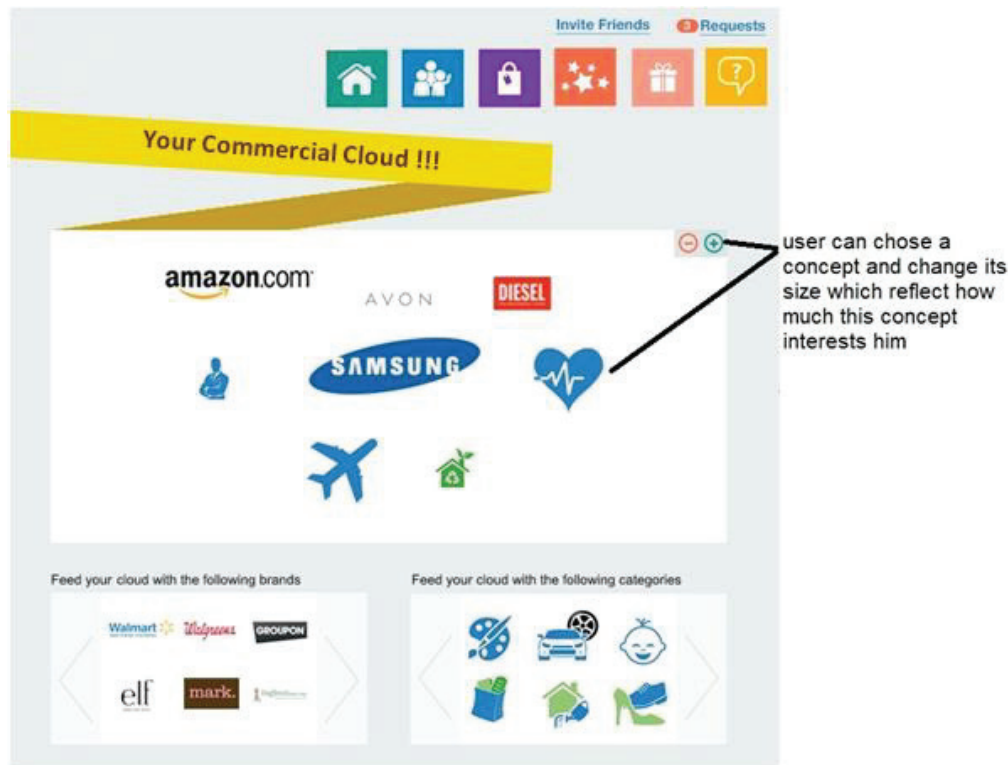 Invite Friends 3 Requests
?
Your Commercial Cloud !!!
user can chose a
concept and change its
size which reflect how
much this concept
interests him
amazon.com
AVON
DIESEL
SAMSUNG
Feed your cloud with the following brands
Feed your cloud with the following categories
Walmart Walgreens GROUPON
elf mark.